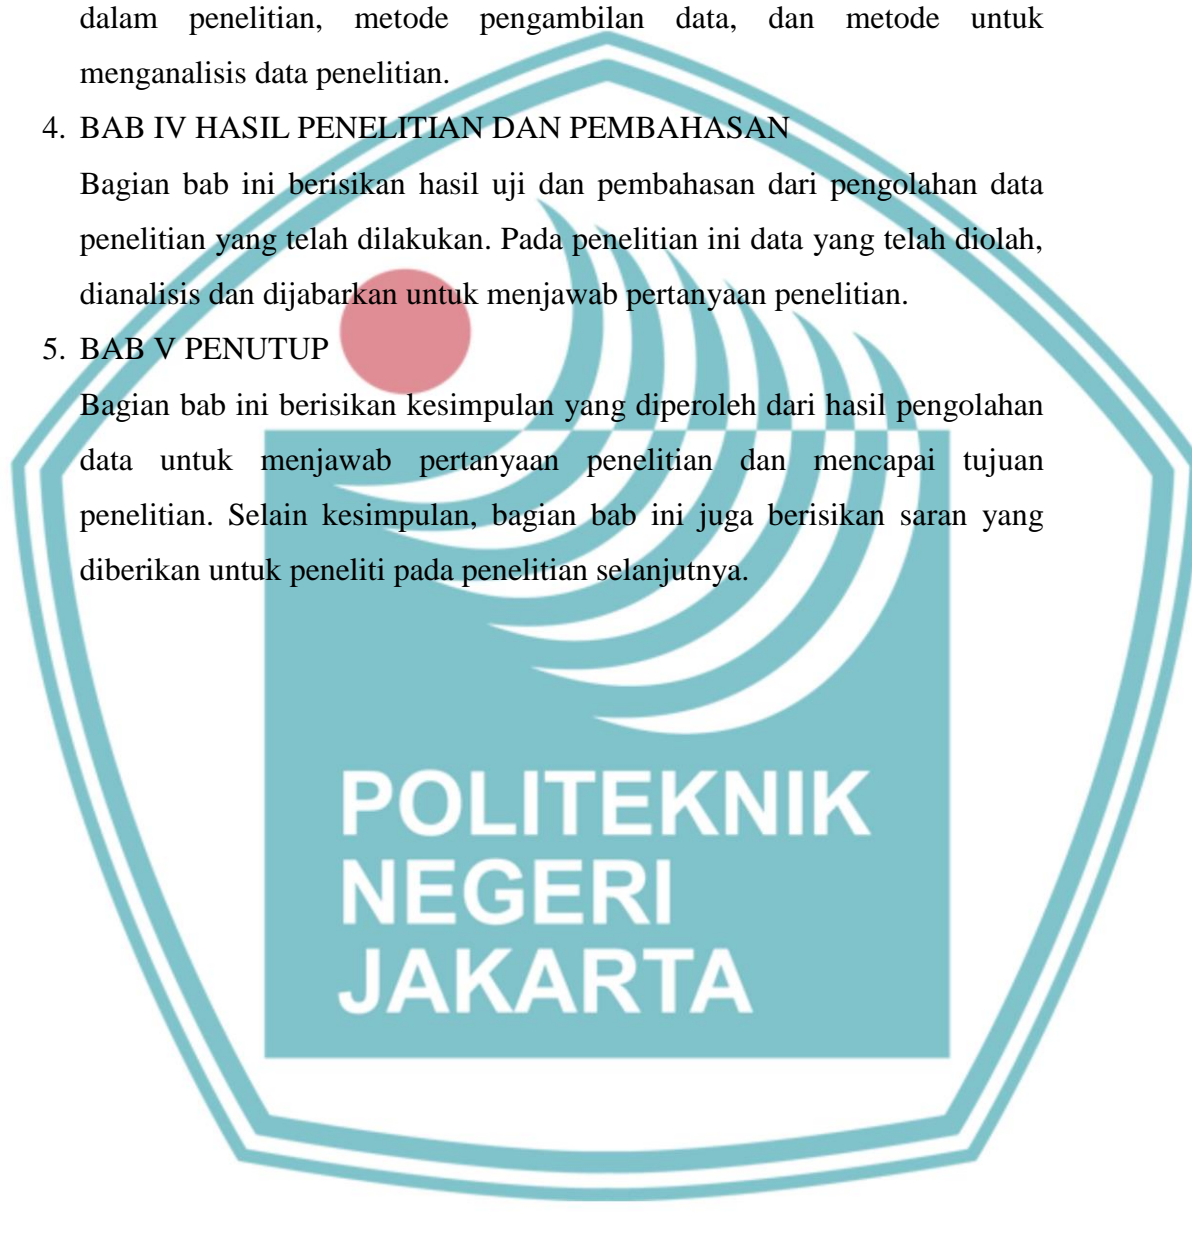 dalam penelitian, metode pengambilan data, dan metode untuk
menganalisis data penelitian.
4. BAB IV HASIL PENELITIAN DAN PEMBAHASAN
Bagian bab ini berisikan hasil uji dan pembahasan dari pengolahan data
penelitian yang telah dilakukan. Pada penelitian ini data yang telah diolah,
dianalisis dan dijabarkan untuk menjawab pertanyaan penelitian.
5. BAB V PENUTUP
Bagian bab ini berisikan kesimpulan yang diperoleh dari hasil pengolahan
data untuk menjawab pertanyaan penelitian dan mencapai tujuan
penelitian. Selain kesimpulan, bagian bab ini juga berisikan saran yang
diberikan untuk peneliti pada penelitian selanjutnya.
POLITEKNIK
NEGERI
JAKARTA